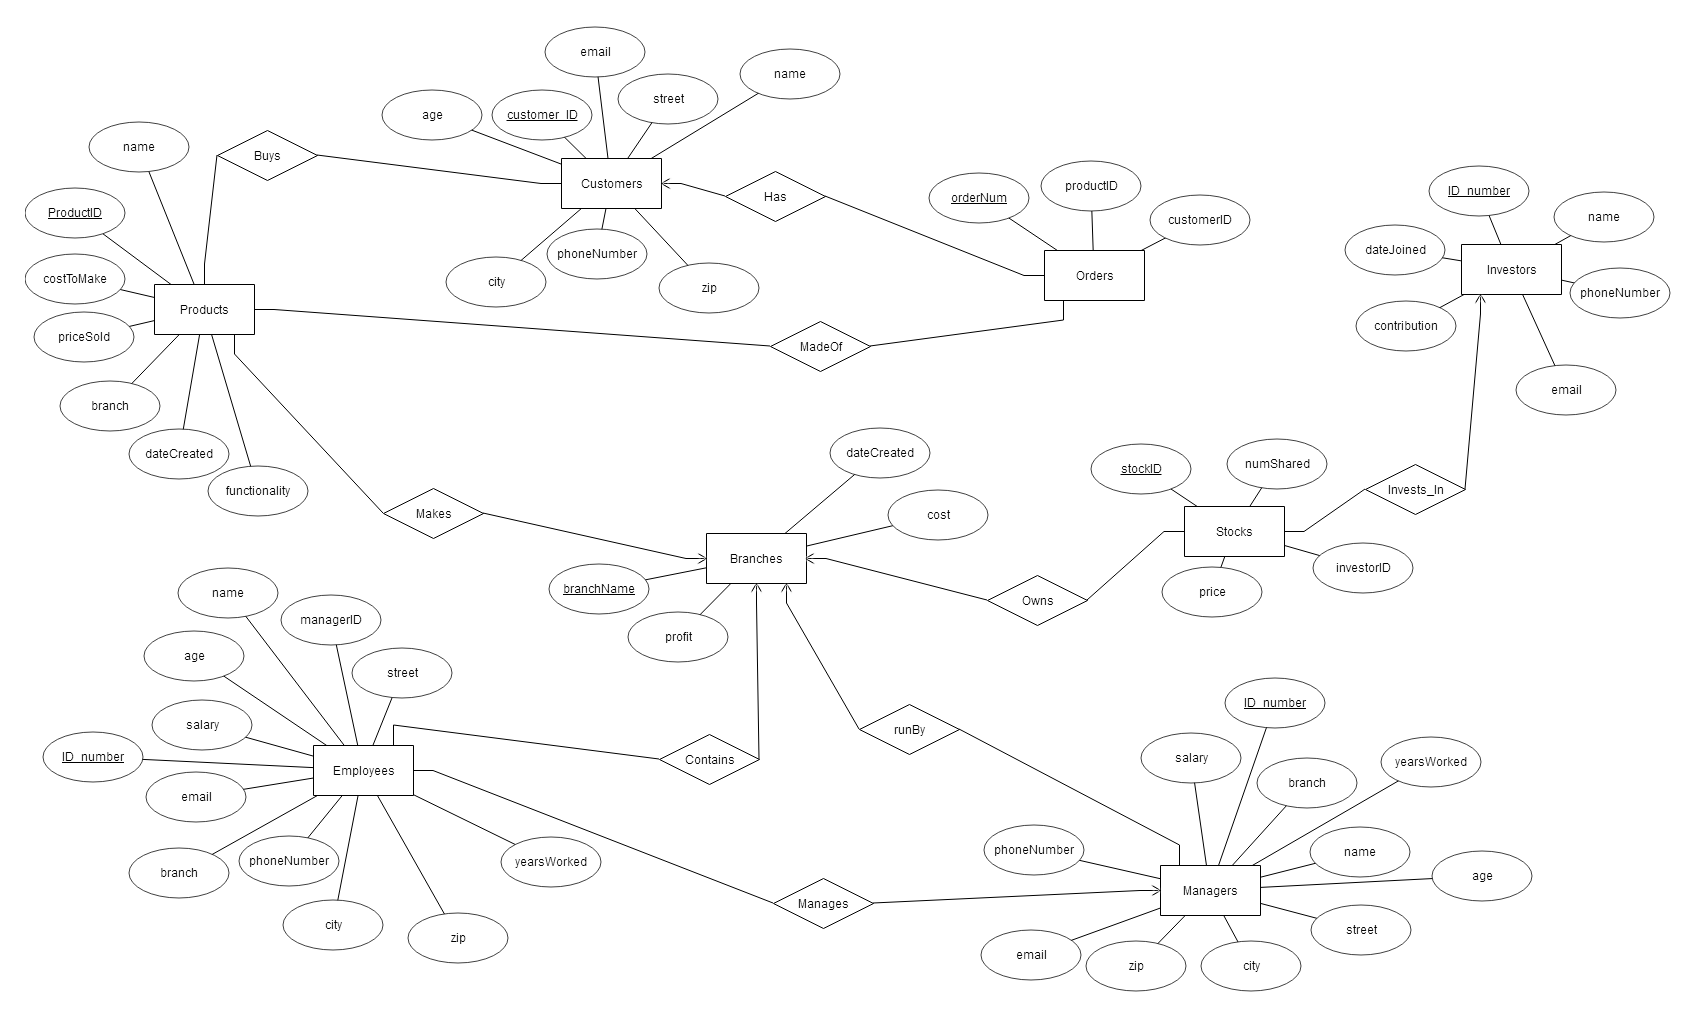 email
name
street
age
customer_ID
name
Buys
Customers
productID
ID_number
Has
orderNum
ProductID
name
customerID
phoneNumber
dateJoined
Investors
Orders
costToMake
city
zip
phoneNumber
Products
contribution
priceSold
MadeOf
email
branch
dateCreated
dateCreated
numShared
stockID
functionality
Invests_In
Makes
cost
Stocks
Branches
investorID
branchName
name
price
Owns
managerID
profit
age
street
ID_number
salary
runBy
ID_number
Contains
salary
yearsWorked
Employees
branch
email
phoneNumber
name
phoneNumber
yearsWorked
branch
age
Managers
Manages
city
street
zip
email
zip
city